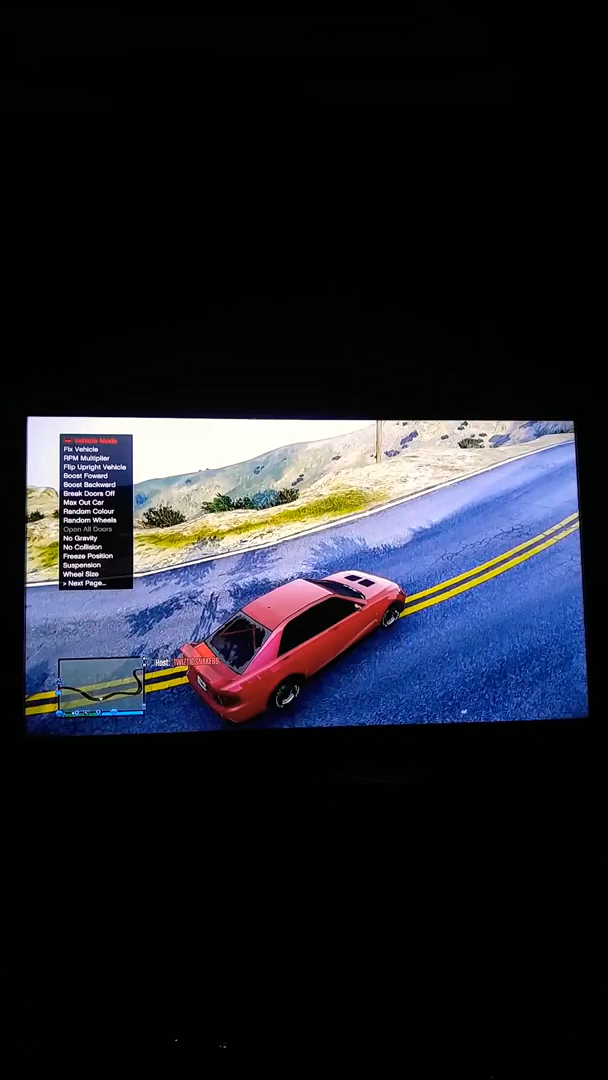 Vehicle Mods
Fix Vehicle
RPM Multiplier
Flip Upright Vehicle
Boost Foward
Boost Backward
Break Doors Off
Max Out Car
Random Colour
Random Wheels
Open All Doors
No Gravity
No Collision
Freeze Position
Suspension
Wheel Size
> Next Page..
Host: